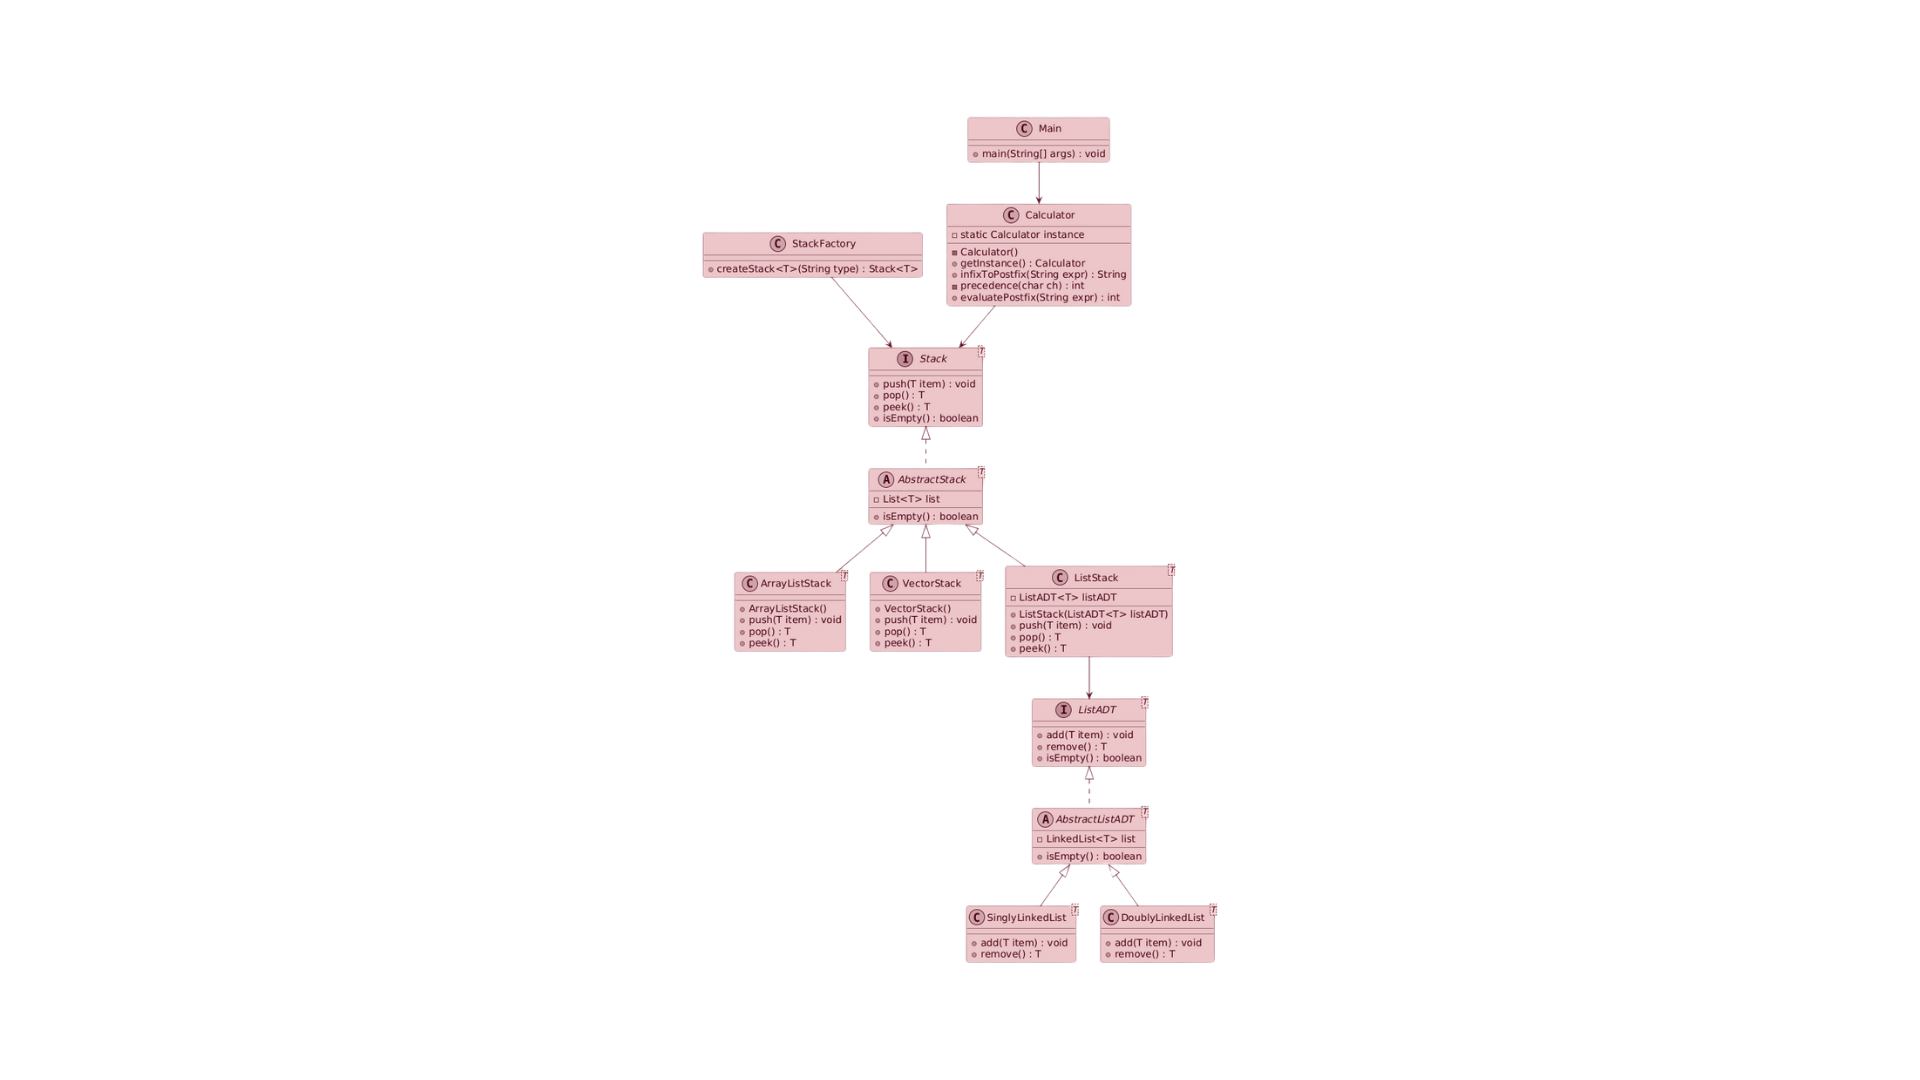 C Main
main(String[] args) : void
C Calculator
static Calculator instance
Calculator()
getInstance() : Calculator
infixToPostfix(String expr) : String
precedence(char ch) : int
evaluatePostfix(String expr) : int
C StackFactory
createStack<T>(String type) : Stack<T>
I Stack T
push(T item) : void
pop() : T
peek() : T
isEmpty() : boolean
A AbstractStack T
List<T> list
isEmpty() : boolean
C ArrayListStack T
ArrayListStack()
push(T item) : void
pop() : T
peek() : T
C VectorStack T
VectorStack()
push(T item) : void
pop() : T
peek() : T
C ListStack T
ListADT<T> listADT
ListStack(ListADT<T> listADT)
push(T item) : void
pop() : T
peek() : T
I ListADT T
add(T item) : void
remove() : T
isEmpty() : boolean
A AbstractListADT T
LinkedList<T> list
isEmpty() : boolean
C SinglyLinkedList T
add(T item) : void
remove() : T
C DoublyLinkedList T
add(T item) : void
remove() : T